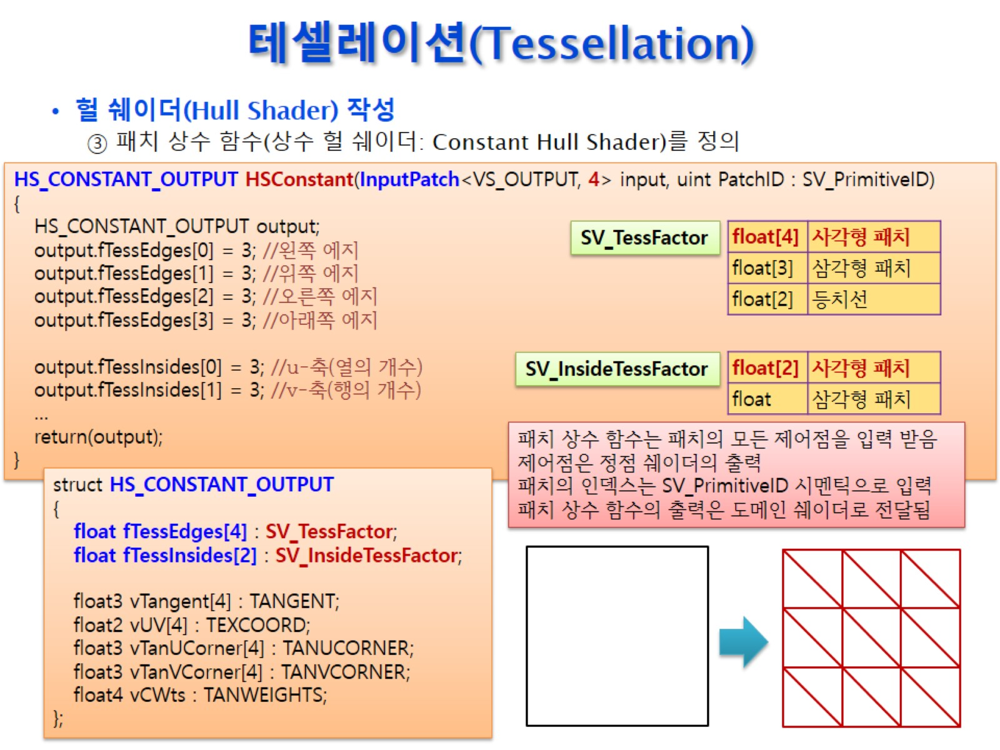 테셀레이션(Tessellation)
• 헐 쉐이더(Hull Shader) 작성
③ 패치 상수 함수(상수 헐 쉐이더: Constant Hull Shader)를 정의
HS_CONSTANT_OUTPUT HSConstant(InputPatch<VS_OUTPUT, 4> input, uint PatchID : SV_PrimitiveID)
{
HS_CONSTANT_OUTPUT output;
output.fTessEdges[0] = 3; //왼쪽 에지
output.fTessEdges[1] = 3; //위쪽 에지
output.fTessEdges[2] = 3; //오른쪽 에지
output.fTessEdges[3] = 3; //아래쪽 에지
output.fTessInsides[0] = 3; //u-축(열의 개수)
output.fTessInsides[1] = 3; //v-축(행의 개수)
...
return(output);
}
SV_TessFactor
float[4] 사각형 패치
float[3] 삼각형 패치
float[2] 등치선
SV_InsideTessFactor
float[2] 사각형 패치
float 삼각형 패치
패치 상수 함수는 패치의 모든 제어점을 입력 받음
제어점은 정점 쉐이더의 출력
패치의 인덱스는 SV_PrimitiveID 시멘틱으로 입력
패치 상수 함수의 출력은 도메인 쉐이더로 전달됨
struct HS_CONSTANT_OUTPUT
{
float fTessEdges[4] : SV_TessFactor;
float fTessInsides[2] : SV_InsideTessFactor;
float3 vTangent[4] : TANGENT;
float2 vUV[4] : TEXCOORD;
float3 vTanUCorner[4] : TANUCORNER;
float3 vTanVCorner[4] : TANVCORNER;
float4 vCWts : TANWEIGHTS;
};